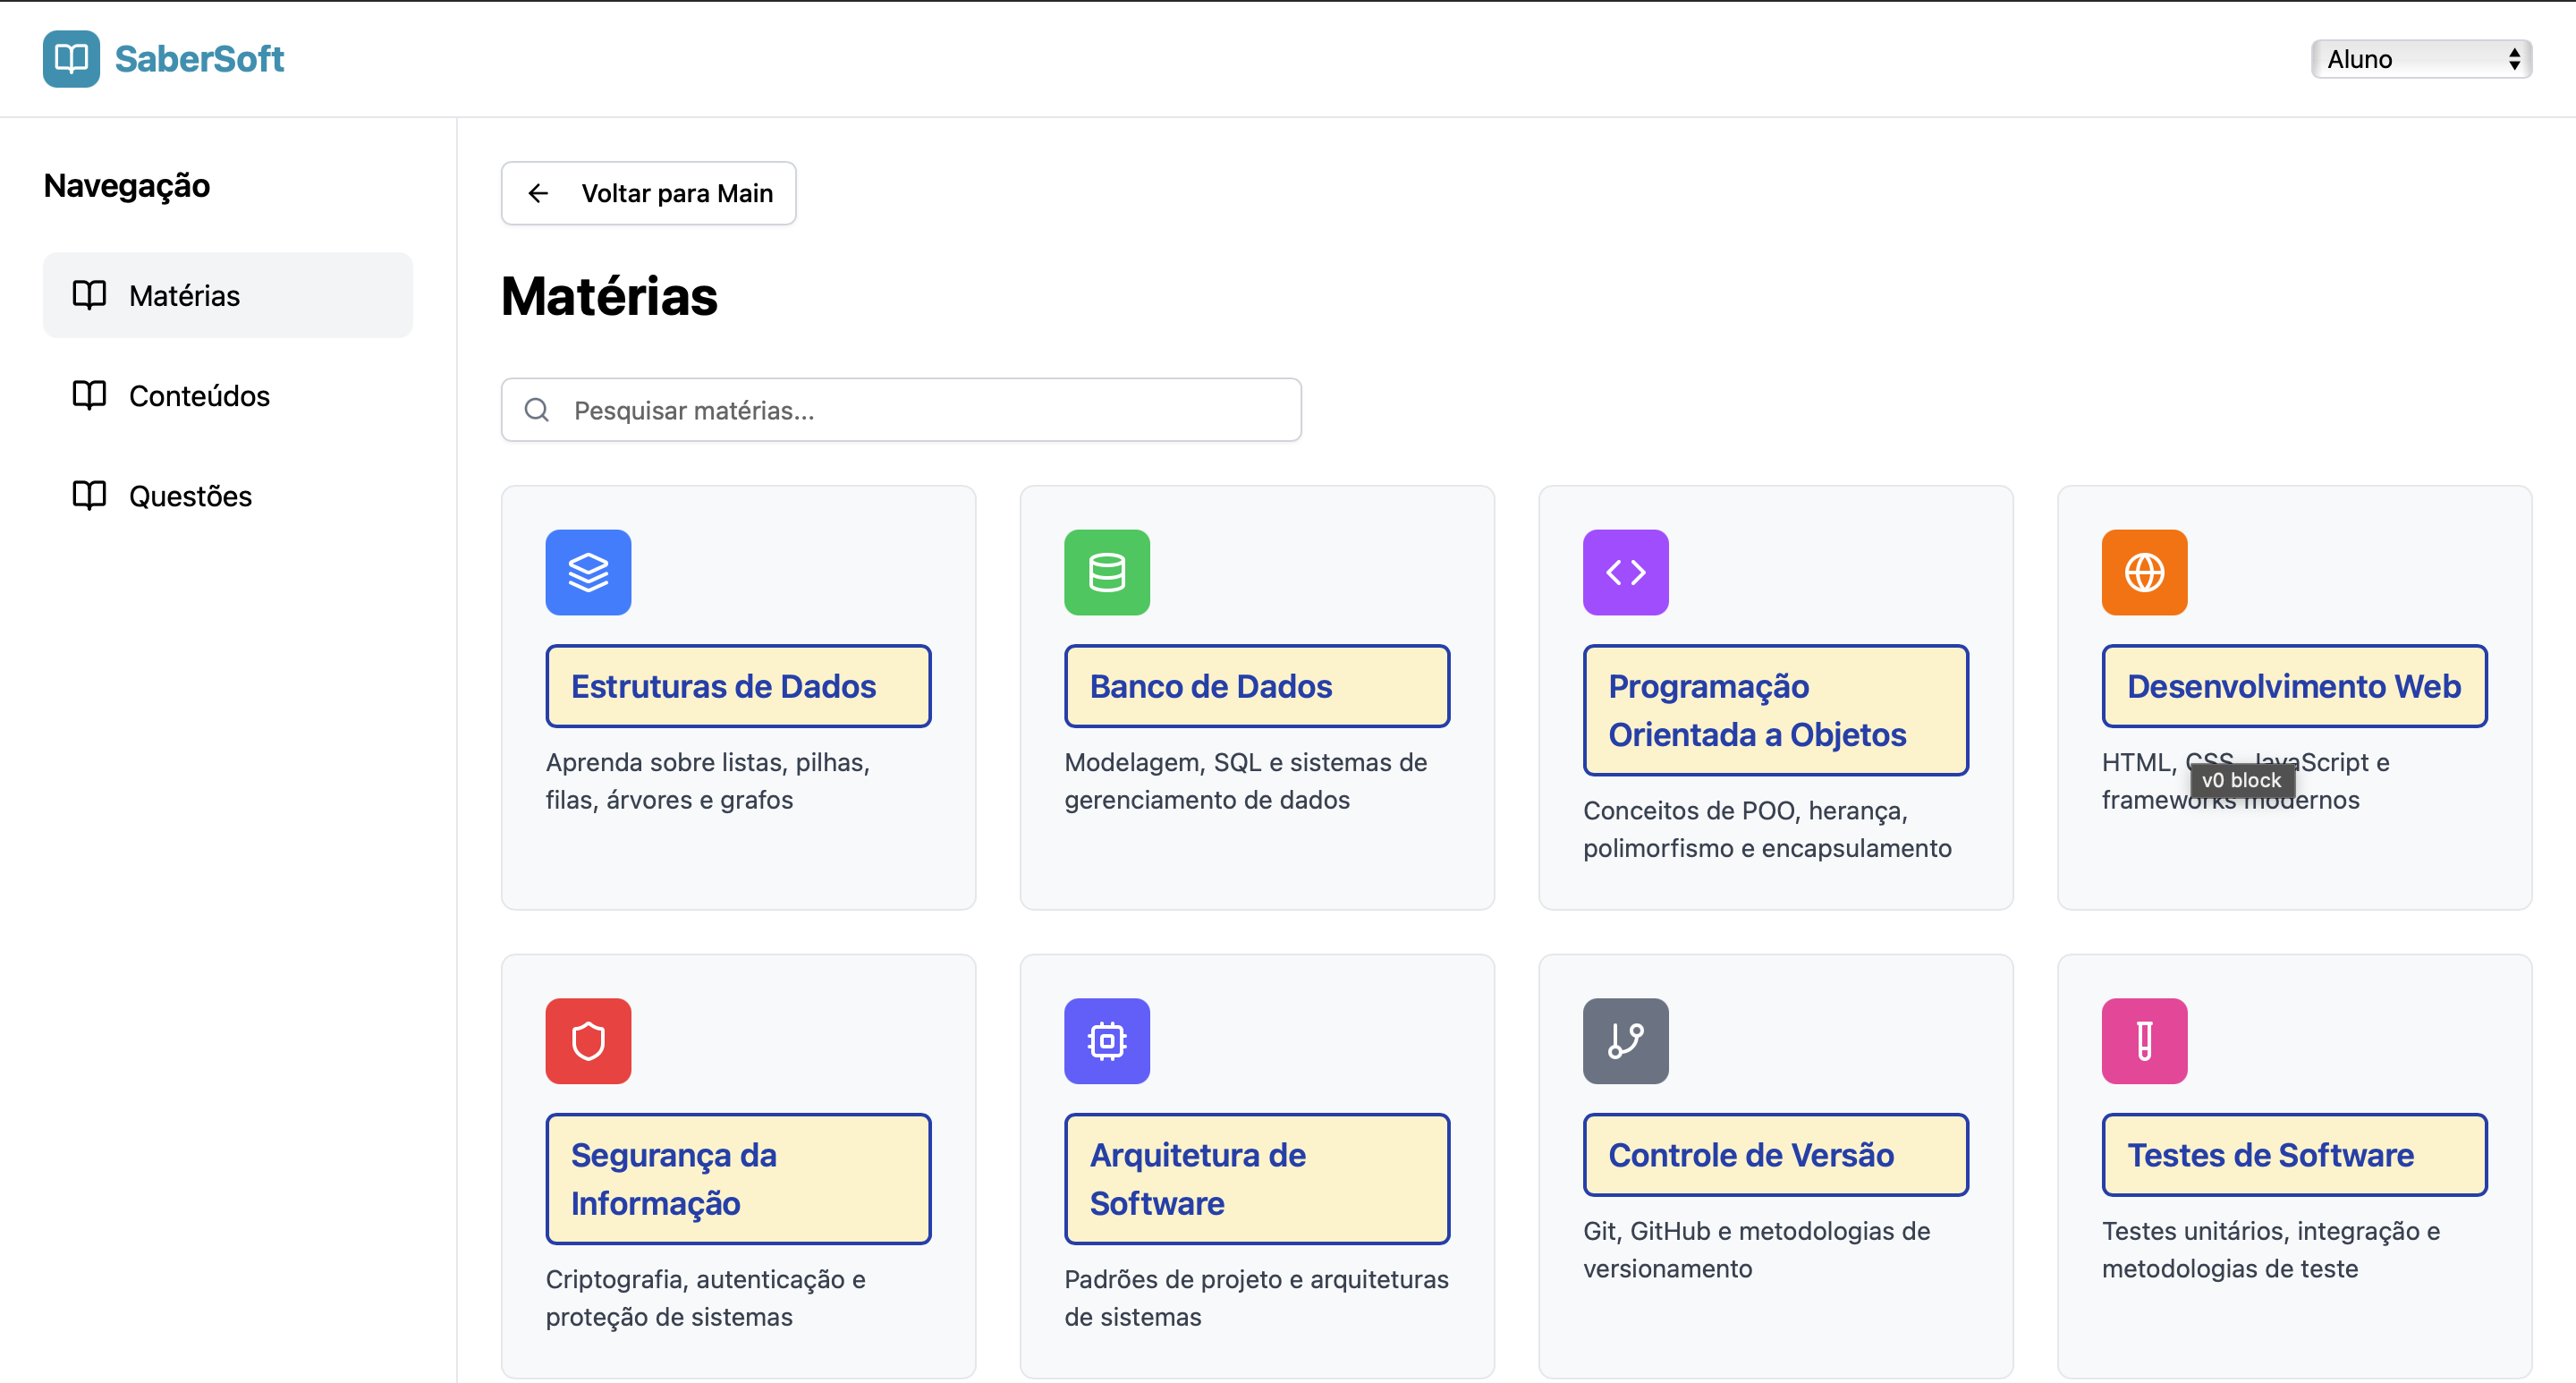 SaberSoft
Aluno
Navegação
Matérias
Conteúdos
Questões
Voltar para Main
Matérias
Pesquisar matérias...
Estruturas de Dados
Aprenda sobre listas, pilhas,
filas, árvores e grafos
Banco de Dados
Modelagem, SQL e sistemas de
gerenciamento de dados
Programação
Orientada a Objetos
Conceitos de POO, herança,
polimorfismo e encapsulamento
Desenvolvimento Web
HTML, CSS, JavaScript e
frameworks modernos
v0 block
Segurança da
Informação
Criptografia, autenticação e
proteção de sistemas
Arquitetura de
Software
Padrões de projeto e arquiteturas
de sistemas
Controle de Versão
Git, GitHub e metodologias de
versionamento
Testes de Software
Testes unitários, integração e
metodologias de teste